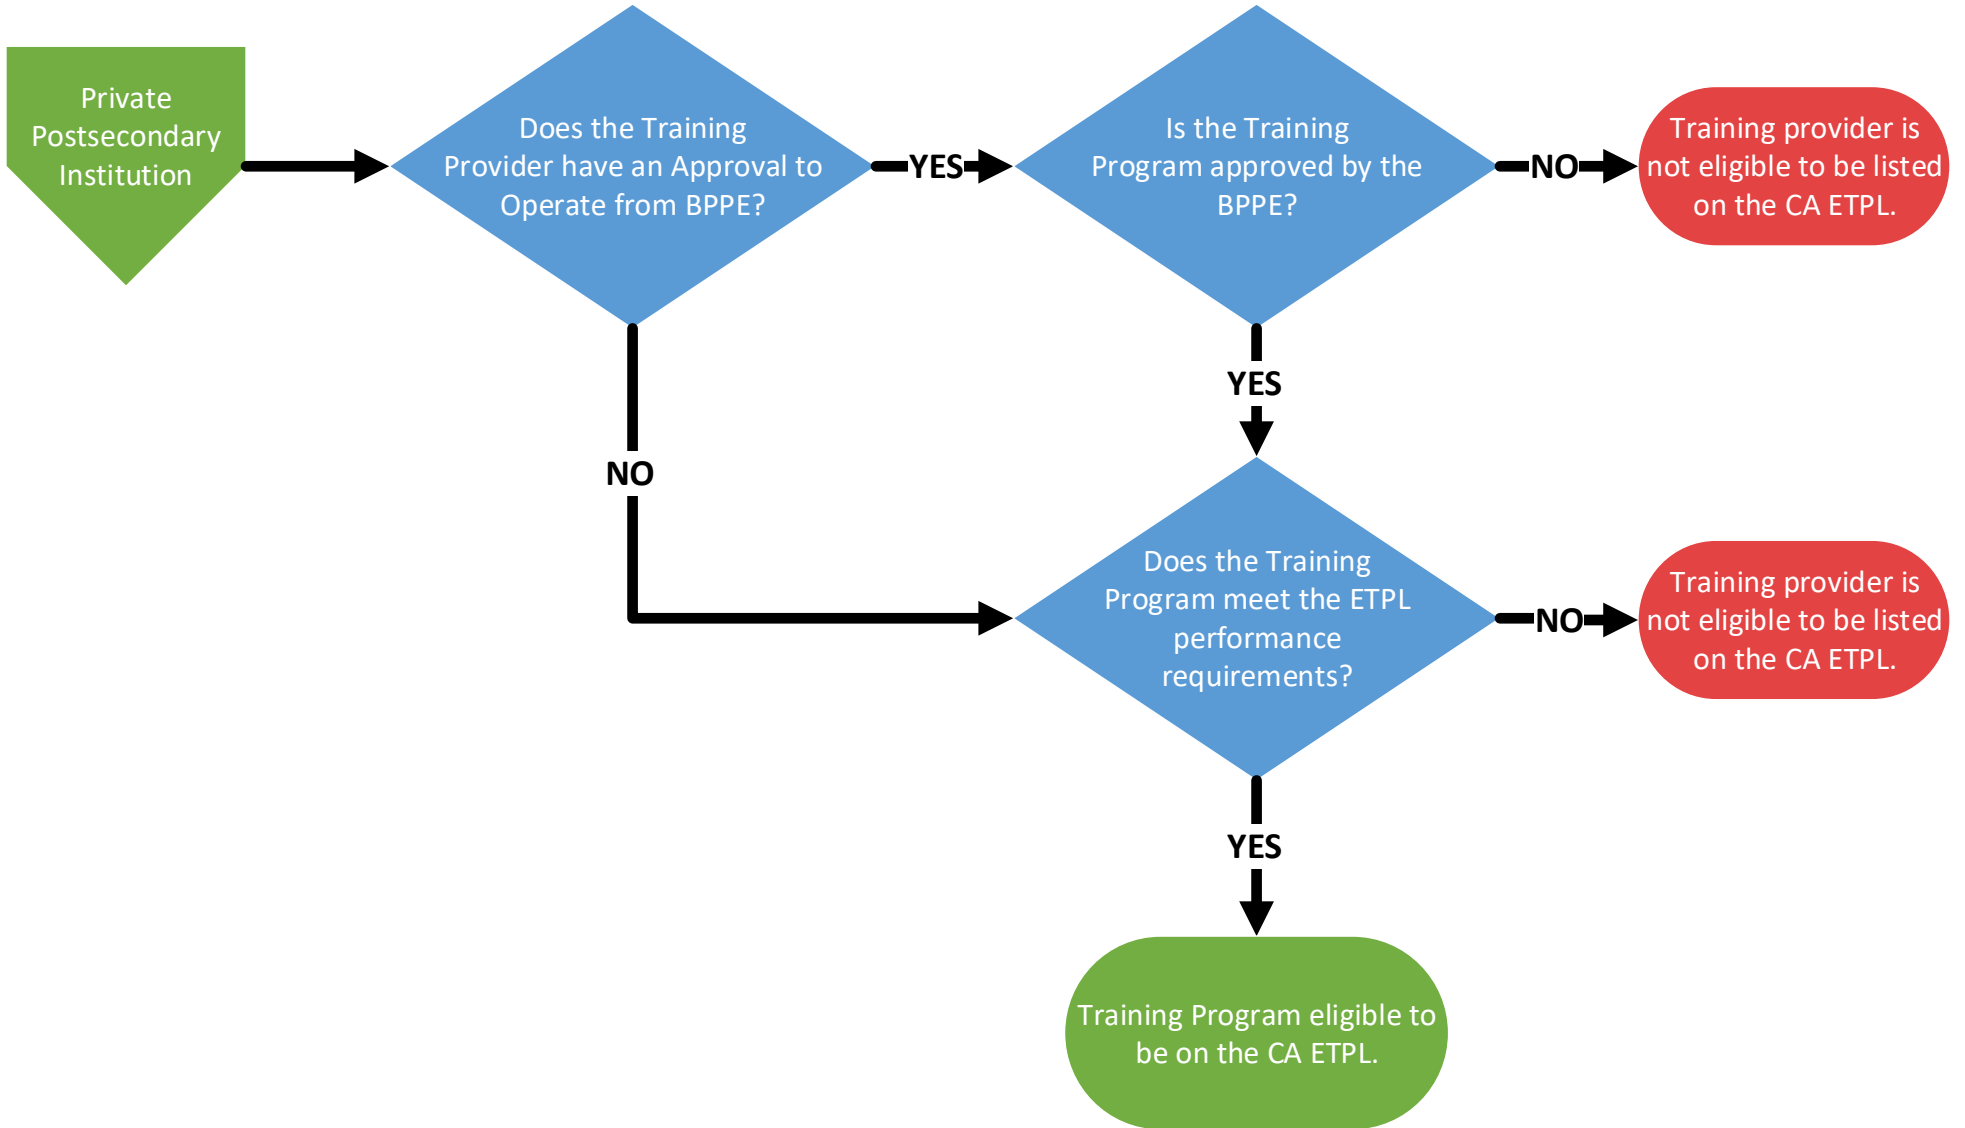 Private
Postsecondary
Institution
Does the Training
Provider have an Approval to
Operate from BPPE?
YES
Is the Training
Program approved by the
BPPE?
NO
Training provider is
not eligible to be listed
on the CA ETPL.
YES
NO
Does the Training
Program meet the ETPL
performance
requirements?
NO
Training provider is
not eligible to be listed
on the CA ETPL.
YES
Training Program eligible to
be on the CA ETPL.